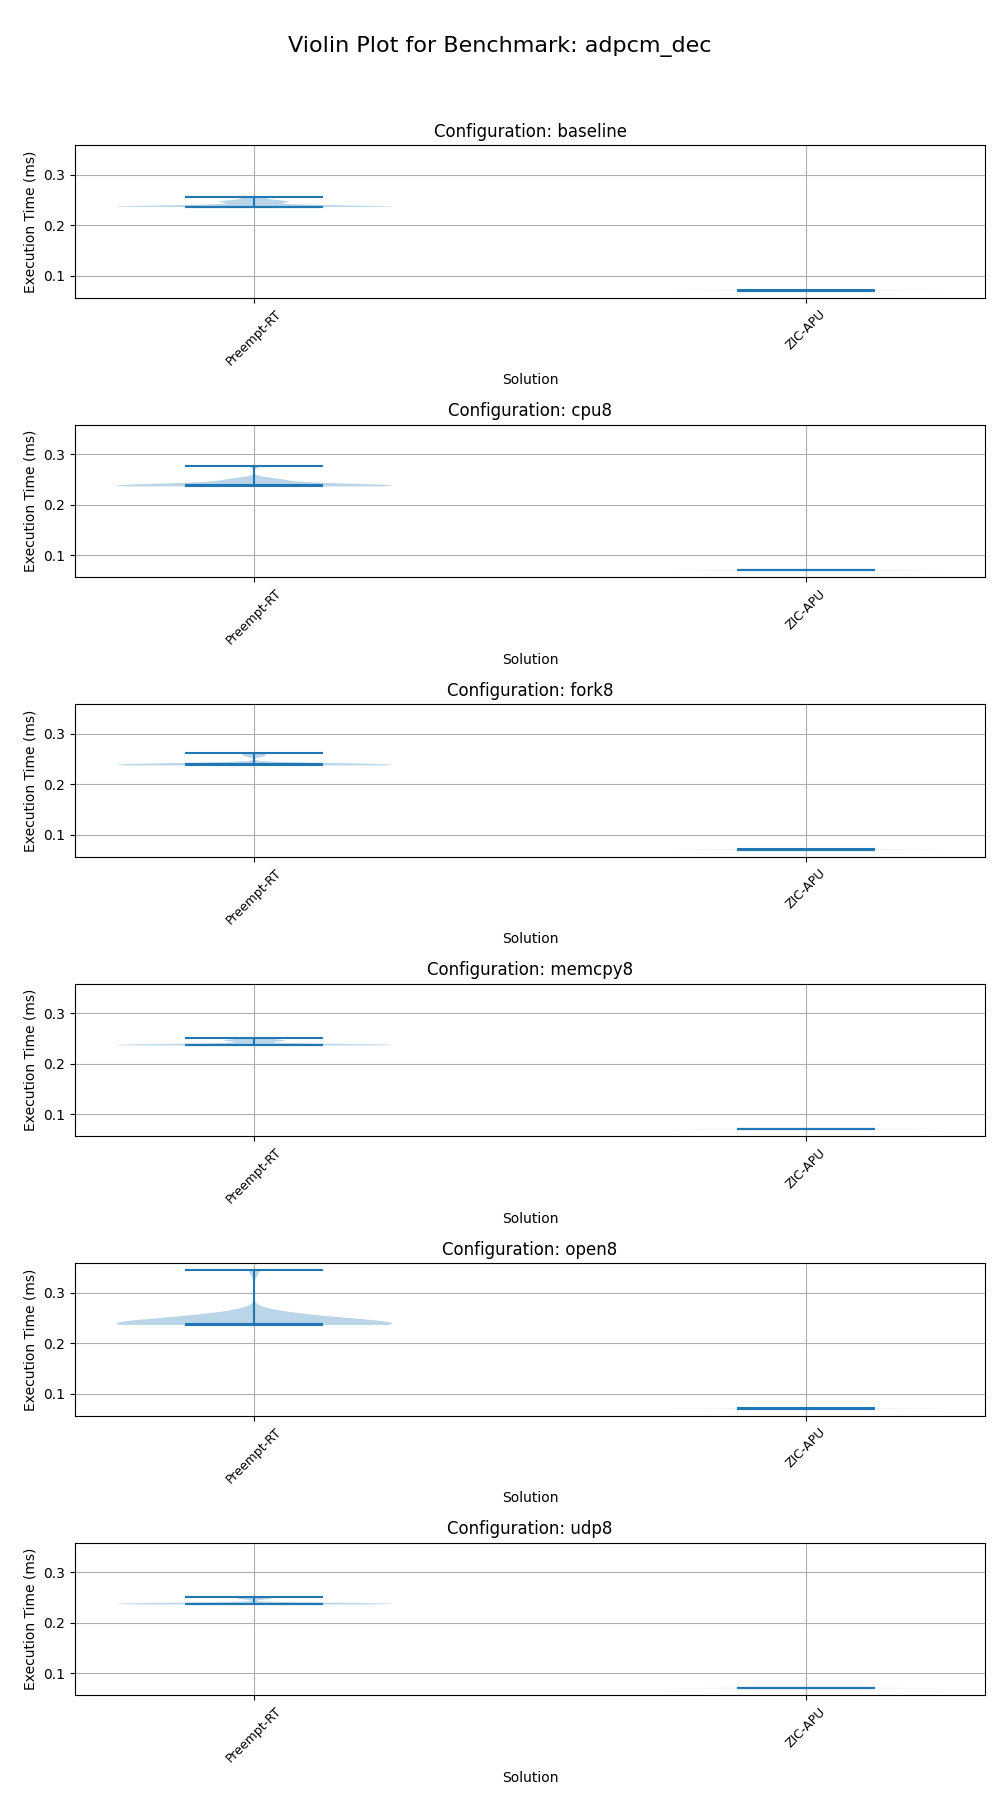 Violin Plot for Benchmark: adpcm_dec
Configuration: baseline
Execution Time (ms)
0.3
0.2
0.1
Preempt-RT
ZIC-APU
Solution
Configuration: cpu8
Execution Time (ms)
0.3
0.2
0.1
Preempt-RT
ZIC-APU
Solution
Configuration: fork8
Execution Time (ms)
0.3
0.2
0.1
Preempt-RT
ZIC-APU
Solution
Configuration: memcpy8
Execution Time (ms)
0.3
0.2
0.1
Preempt-RT
ZIC-APU
Solution
Configuration: open8
Execution Time (ms)
0.3
0.2
0.1
Preempt-RT
ZIC-APU
Solution
Configuration: udp8
Execution Time (ms)
0.3
0.2
0.1
Preempt-RT
ZIC-APU
Solution